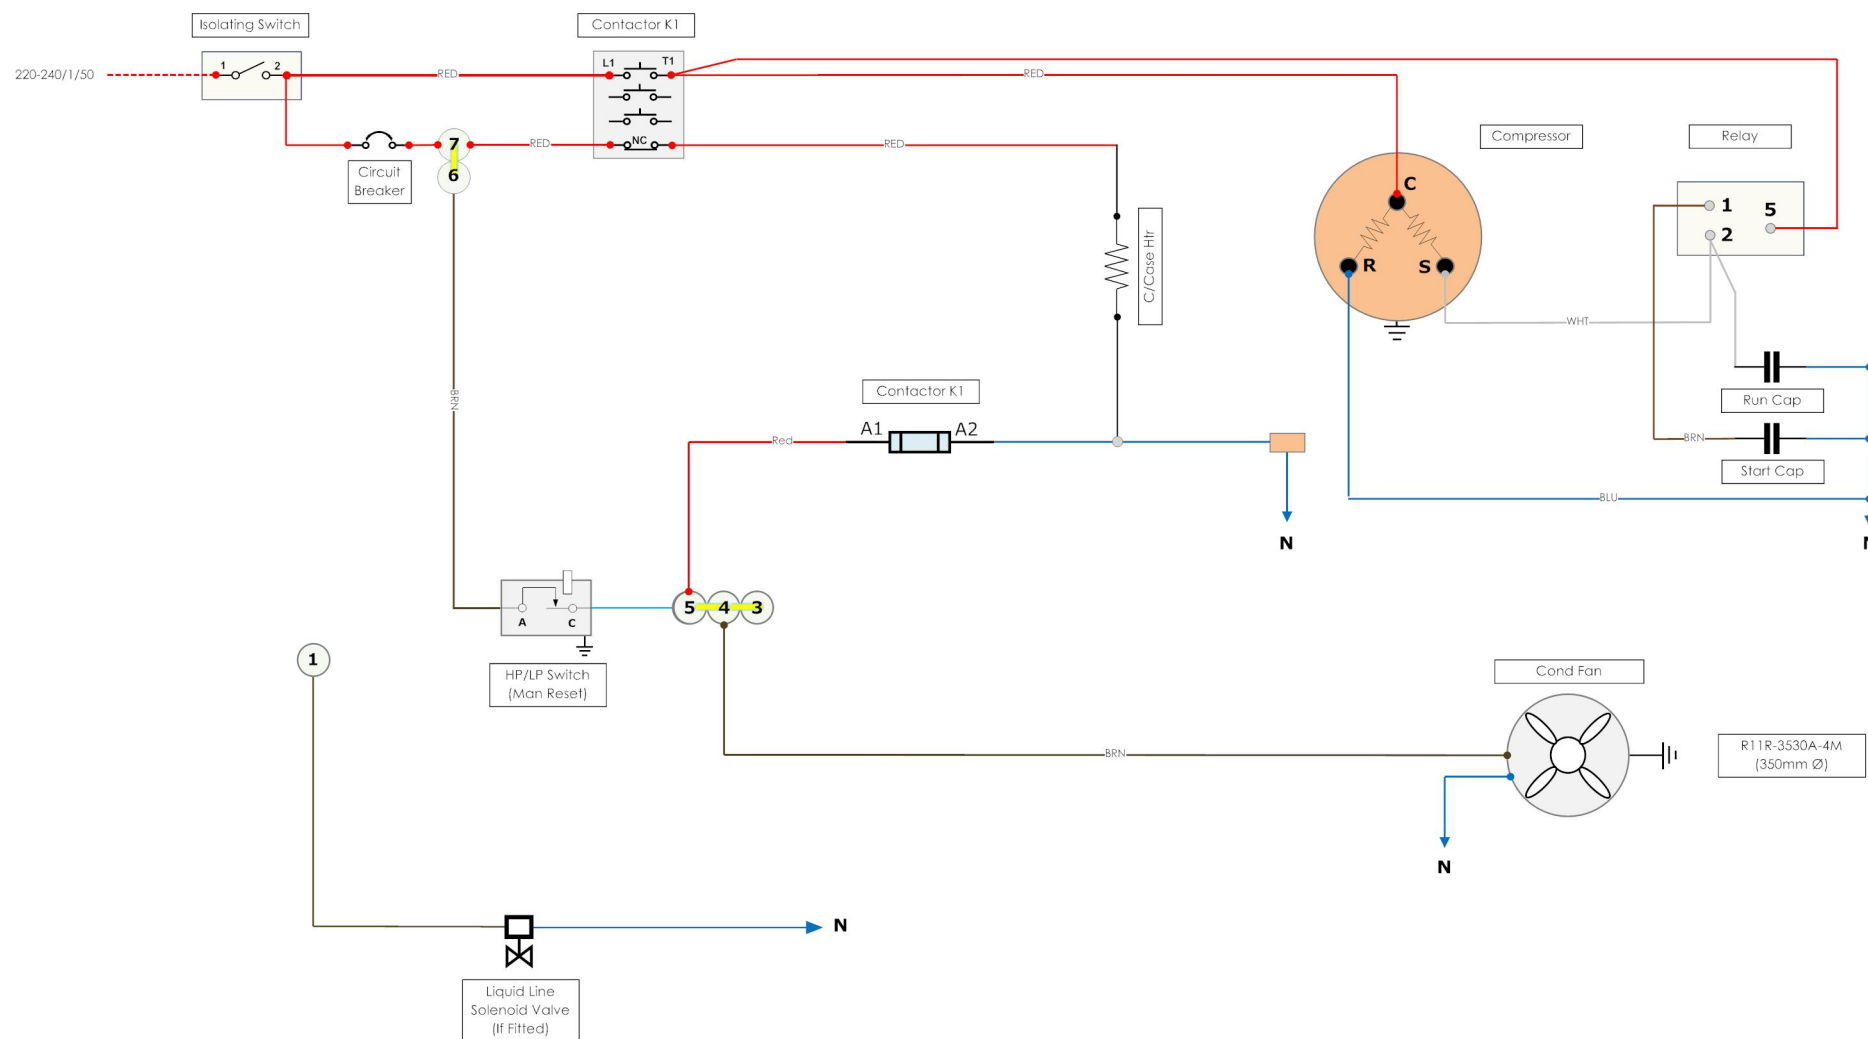 Isolating Switch
Contactor K1
220-240/1/50
1
2
RED
L1
T1
RED
Compressor
Relay
Circuit
Breaker
7
6
RED
NC
RED
C
R
S
1
2
5
C/Case Htr
WHT
BRN
Contactor K1
Run Cap
Red
A1
A2
BRN
Start Cap
BLU
N
N
A
C
5
4
3
1
HP/LP Switch
(Man Reset)
Cond Fan
BRN
R11R-3530A-4M
(350mm Ø)
N
N
Liquid Line
Solenoid Valve
(If Fitted)